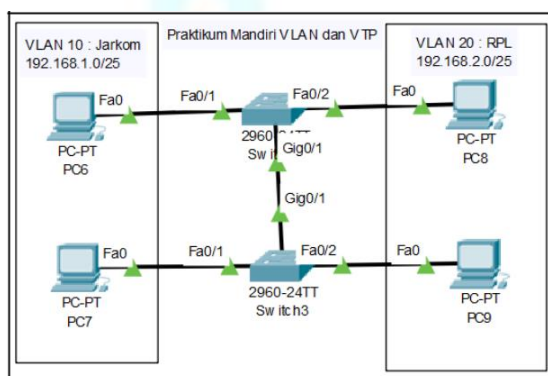 VLAN 10 : Jarkom
192.168.1.0/25
Praktikum Mandiri VLAN dan VTP
VLAN 20 : RPL
192.168.2.0/25
Fa0
Fa0/1
Fa0/2
Fa0
PC-PT
PC6
2960-24TT
Gig0/1
PC-PT
PC8
Gig0/1
Fa0
Fa0/1
Fa0/2
Fa0
PC-PT
PC7
2960-24TT
Switch3
PC-PT
PC9